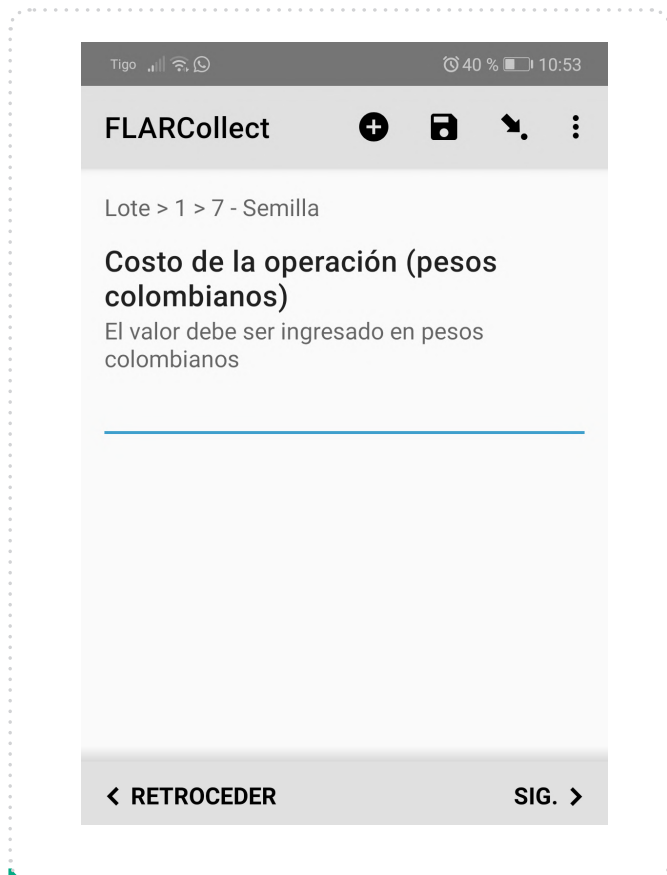 Tigo 40 % 10:53
FLARCollect
Lote > 1 > 7 - Semilla
Costo de la operación (pesos
colombianos)
El valor debe ser ingresado en pesos
colombianos
< RETROCEDER SIG. >